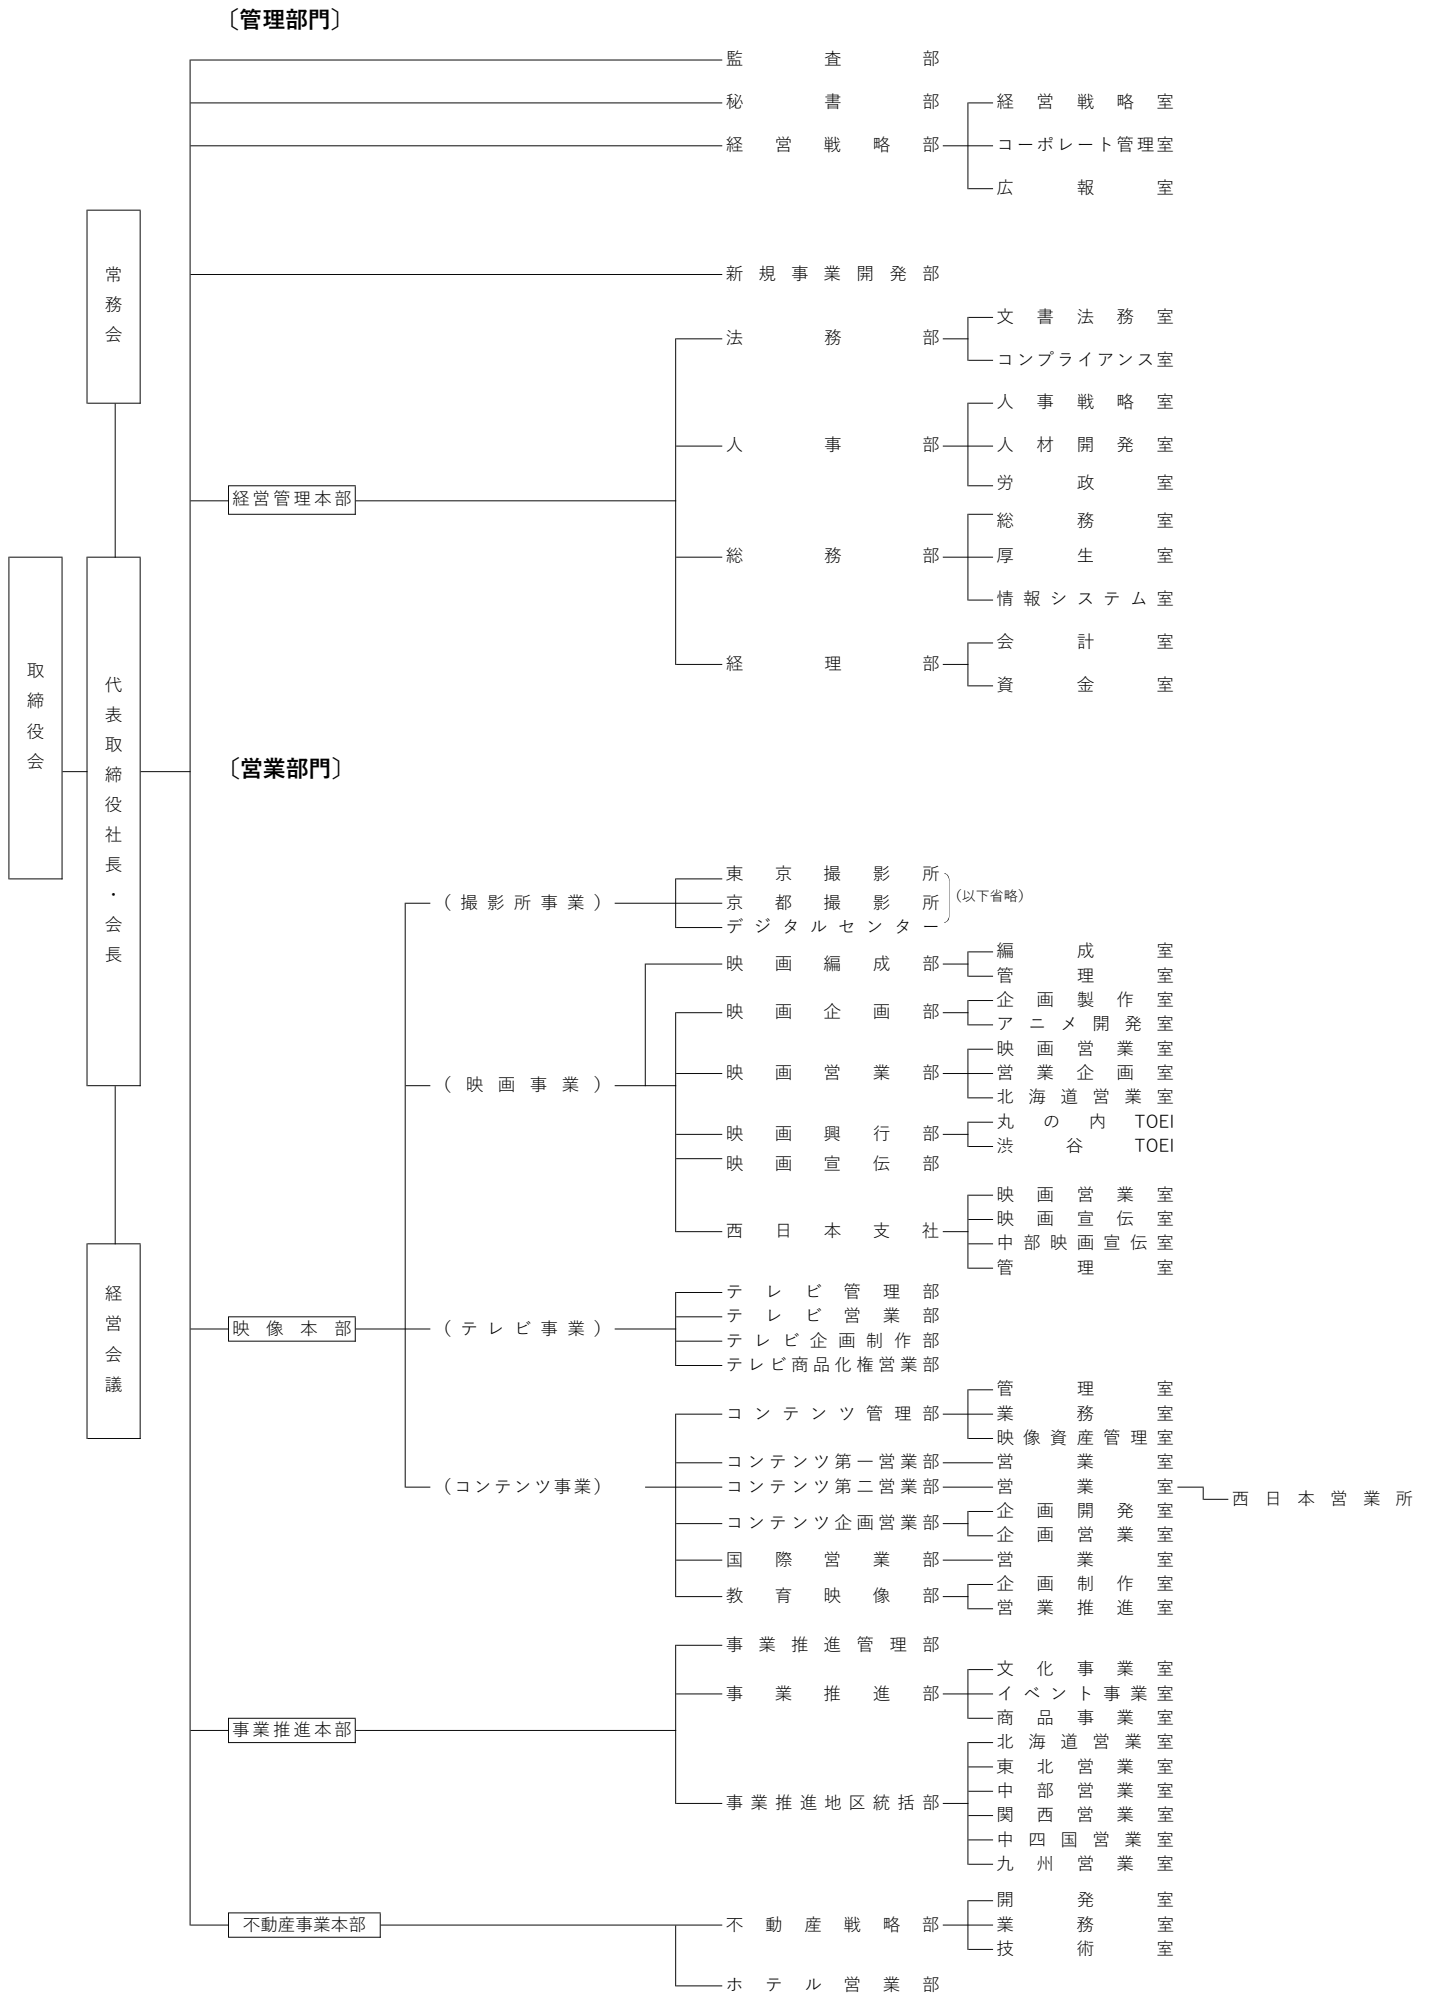 〔管理部門〕
監査部
秘書部
経営戦略部
経営戦略室
コーポレート管理室
広報室
常務会
新規事業開発部
法務部
文書法務室
コンプライアンス室
人事部
人事戦略室
人材開発室
労政室
経営管理本部
総務部
総務室
厚生室
情報システム室
経理部
会計室
資金室
取締役会
代表取締役社長・会長
〔営業部門〕
(撮影所事業)
東京撮影所
京都撮影所
デジタルセンター
(以下省略)
(映画事業)
映画編成部
編成室
管理室
映画企画部
企画製作室
アニメ開発室
映画営業部
映画営業室
営業企画室
北海道営業室
映画興行部
丸の内TOEI
渋谷TOEI
映画宣伝部
西日本支社
映画営業室
映画宣伝室
中部映画宣伝室
管理室
経営会議
映像本部
(テレビ事業)
テレビ管理部
テレビ営業部
テレビ企画制作部
テレビ商品化権営業部
(コンテンツ事業)
コンテンツ管理部
管理室
業務室
映像資産管理室
コンテンツ第一営業部
営業室
コンテンツ第二営業部
営業室
西日本営業所
コンテンツ企画営業部
企画開発室
企画営業室
国際営業部
営業室
教育映像部
企画制作室
営業推進室
事業推進本部
事業推進管理部
事業推進部
文化事業室
イベント事業室
商品事業室
事業推進地区統括部
北海道営業室
東北営業室
中部営業室
関西営業室
中四国営業室
九州営業室
不動産事業本部
不動産戦略部
開発室
業務室
技術室
ホテル営業部